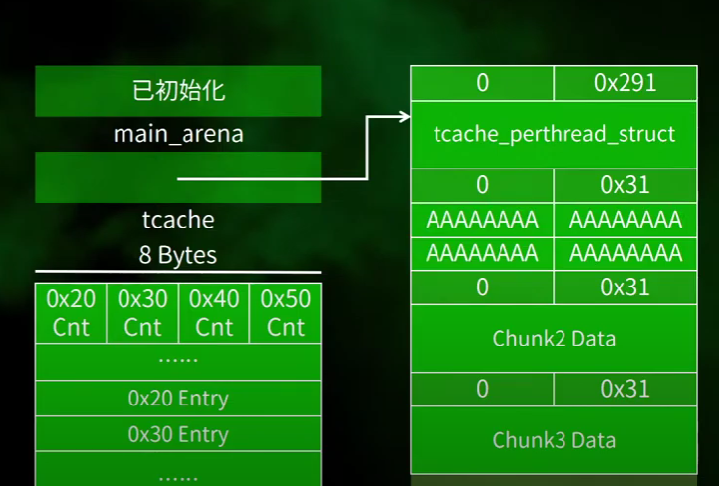 已初始化
main_arena
tcache
8 Bytes
0x20 0x30 0x40 0x50
Cnt Cnt Cnt Cnt
......
0x20 Entry
0x30 Entry
......
0 0x291
tcache_perthread_struct
0 0x31
AAAAAAAA AAAAAAAA
AAAAAAAA AAAAAAAA
0 0x31
Chunk2 Data
0 0x31
Chunk3 Data